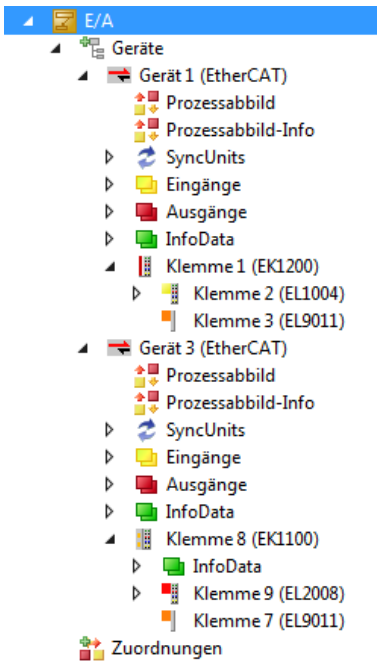 E/A
Geräte
Gerät 1 (EtherCAT)
Prozessabbild
Prozessabbild-Info
SyncUnits
Eingänge
Ausgänge
InfoData
Klemme 1 (EK1200)
Klemme 2 (EL1004)
Klemme 3 (EL9011)
Gerät 3 (EtherCAT)
Prozessabbild
Prozessabbild-Info
SyncUnits
Eingänge
Ausgänge
InfoData
Klemme 8 (EK1100)
InfoData
Klemme 9 (EL2008)
Klemme 7 (EL9011)
Zuordnungen